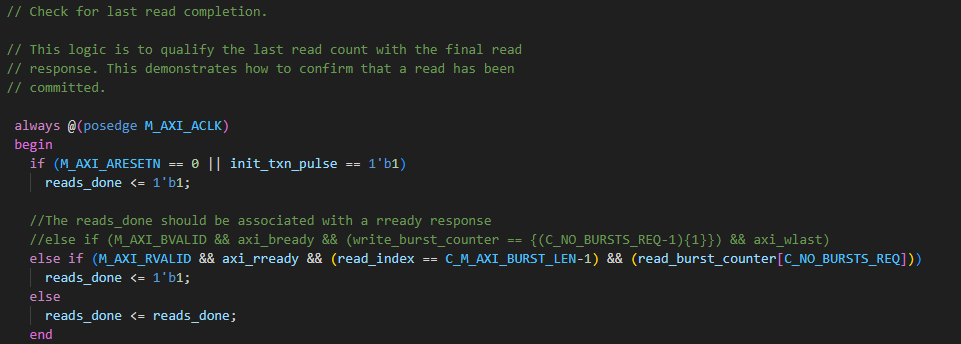 // Check for last read completion.
// This logic is to qualify the last read count with the final read
// response. This demonstrates how to confirm that a read has been
// committed.
always @(posedge M_AXI_ACLK)
begin
if (M_AXI_ARESETN == 0 || init_txn_pulse == 1'b1)
reads_done <= 1'b1;
//The reads_done should be associated with a rready response
//else if (M_AXI_BVALID && axi_bready && (write_burst_counter == {(C_NO_BURSTS_REQ-1){1}}) && axi_wlast)
else if (M_AXI_RVALID && axi_rready && (read_index == C_M_AXI_BURST_LEN-1) && (read_burst_counter[C_NO_BURSTS_REQ]))
reads_done <= 1'b1;
else
reads_done <= reads_done;
end